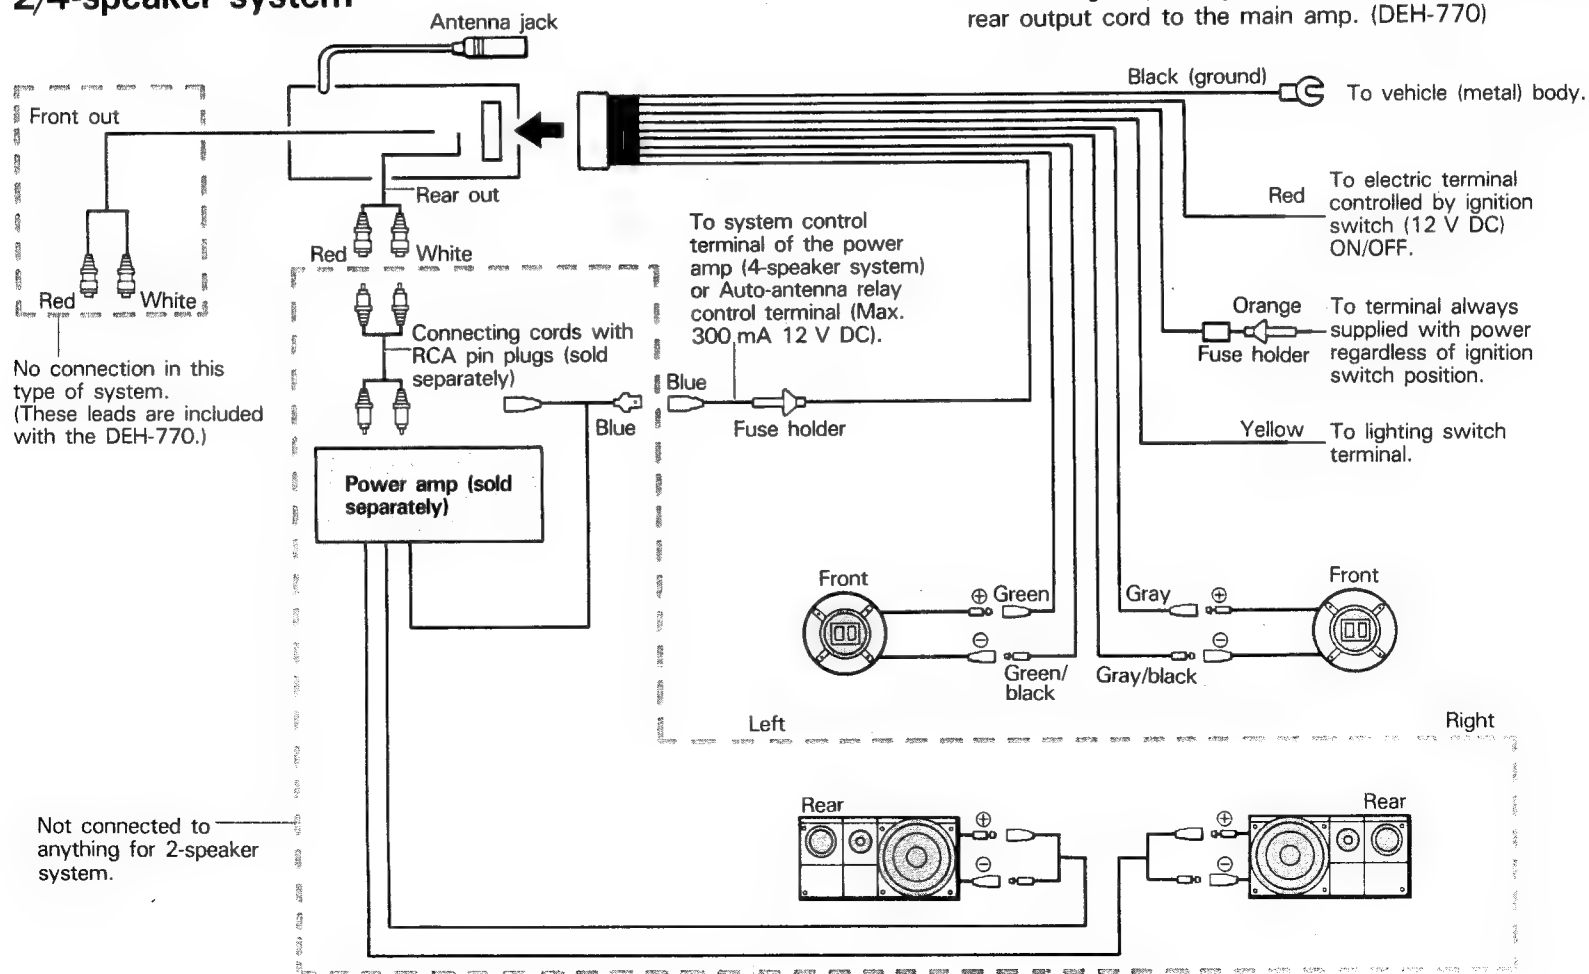 2/4-speaker system
rear output cord to the main amp. (DEH-770)
Antenna jack
Front out
Red
White
No connection in this
type of system.
(These leads are included
with the DEH-770.)
Rear out
Red
White
Connecting cords with
RCA pin plugs (sold
separately)
Blue
Power amp (sold
separately)
To system control
terminal of the power
amp (4-speaker system)
or Auto-antenna relay
control terminal (Max.
300 mA 12 V DC).
Blue
Fuse holder
Black (ground)
To vehicle (metal) body.
Red
To electric terminal
controlled by ignition
switch (12 V DC)
ON/OFF.
Orange
Fuse holder
To terminal always
supplied with power
regardless of ignition
switch position.
Yellow
To lighting switch
terminal.
Front
⊕ Green
⊖
Green/
black
Gray ⊕
⊖
Gray/black
Front
Left
Right
Rear
⊕
⊖
⊕
⊖
Rear
Not connected to
anything for 2-speaker
system.